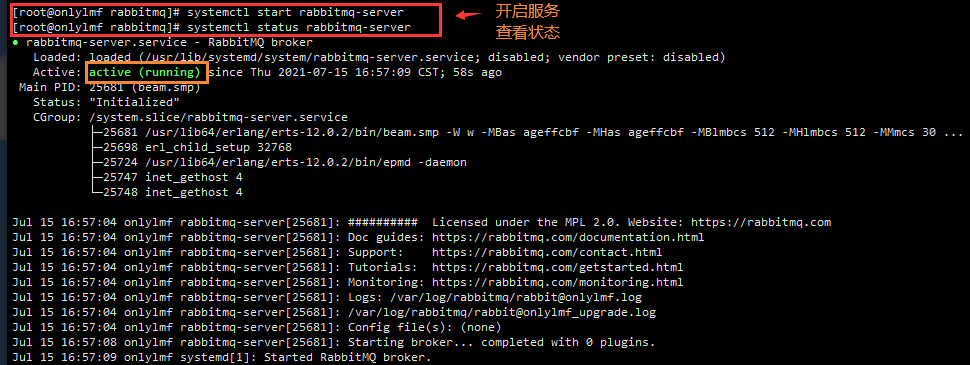 [root@onlylmf rabbitmq]# systemctl start rabbitmq-server
开启服务
[root@onlylmf rabbitmq]# systemctl status rabbitmq-server
查看状态
● rabbitmq-server.service - RabbitMQ broker
Loaded: loaded (/usr/lib/systemd/system/rabbitmq-server.service; disabled; vendor preset: disabled)
Active: active (running) since Thu 2021-07-15 16:57:09 CST; 58s ago
Main PID: 25681 (beam.smp)
Status: "Initialized"
CGroup: /system.slice/rabbitmq-server.service
├─25681 /usr/lib64/erlang/erts-12.0.2/bin/beam.smp -W w -MBas ageffcbf -MHas ageffcbf -MBlmbcs 512 -MHlmbcs 512 -MMmcs 30 ...
├─25698 erl_child_setup 32768
├─25724 /usr/lib64/erlang/erts-12.0.2/bin/epmd -daemon
├─25747 inet_gethost 4
└─25748 inet_gethost 4
Jul 15 16:57:04 onlylmf rabbitmq-server[25681]: ########## Licensed under the MPL 2.0. Website: https://rabbitmq.com
Jul 15 16:57:04 onlylmf rabbitmq-server[25681]: Doc guides: https://rabbitmq.com/documentation.html
Jul 15 16:57:04 onlylmf rabbitmq-server[25681]: Support: https://rabbitmq.com/contact.html
Jul 15 16:57:04 onlylmf rabbitmq-server[25681]: Tutorials: https://rabbitmq.com/getstarted.html
Jul 15 16:57:04 onlylmf rabbitmq-server[25681]: Monitoring: https://rabbitmq.com/monitoring.html
Jul 15 16:57:04 onlylmf rabbitmq-server[25681]: Logs: /var/log/rabbitmq/rabbit@onlylmf.log
Jul 15 16:57:04 onlylmf rabbitmq-server[25681]: /var/log/rabbitmq/rabbit@onlylmf_upgrade.log
Jul 15 16:57:04 onlylmf rabbitmq-server[25681]: Config file(s): (none)
Jul 15 16:57:08 onlylmf rabbitmq-server[25681]: Starting broker... completed with 0 plugins.
Jul 15 16:57:09 onlylmf systemd[1]: Started RabbitMQ broker.